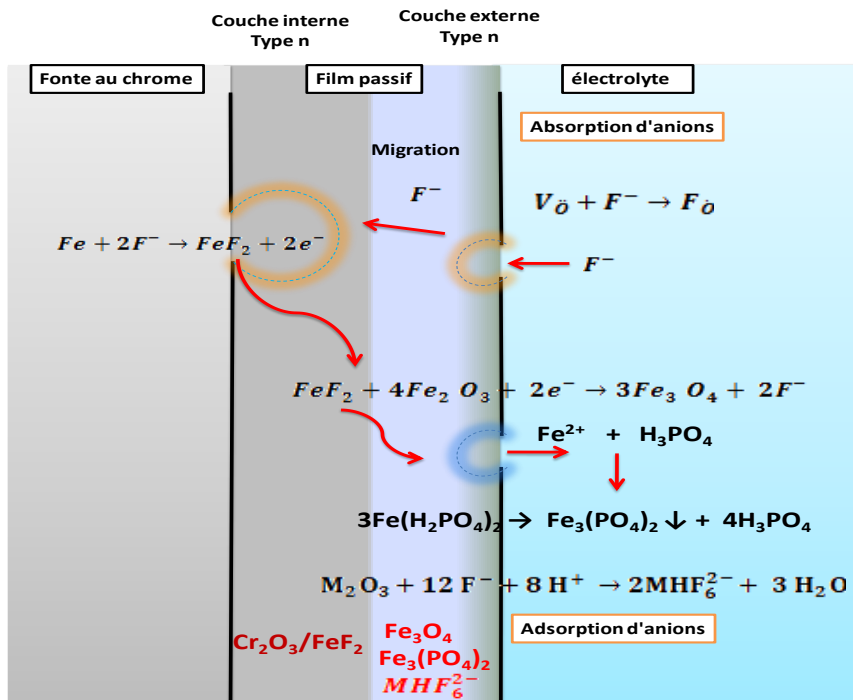 Couche interne
Type n
Couche externe
Type n
Fonte au chrome
Film passif
électrolyte
Absorption d'anions
Migration
F⁻
V_Ö + F⁻ → F_Ȯ
Fe + 2F⁻ → FeF₂ + 2e⁻
F⁻
FeF₂ + 4Fe₂ O₃ + 2e⁻ → 3Fe₃ O₄ + 2F⁻
Fe²⁺ + H₃PO₄
3Fe(H₂PO₄)₂ → Fe₃(PO₄)₂ ↓ + 4H₃PO₄
M₂O₃ + 12 F⁻ + 8 H⁺ → 2MHF₆²⁻ + 3 H₂O
Adsorption d'anions
Cr₂O₃/FeF₂
Fe₃O₄
Fe₃(PO₄)₂
MHF₆²⁻